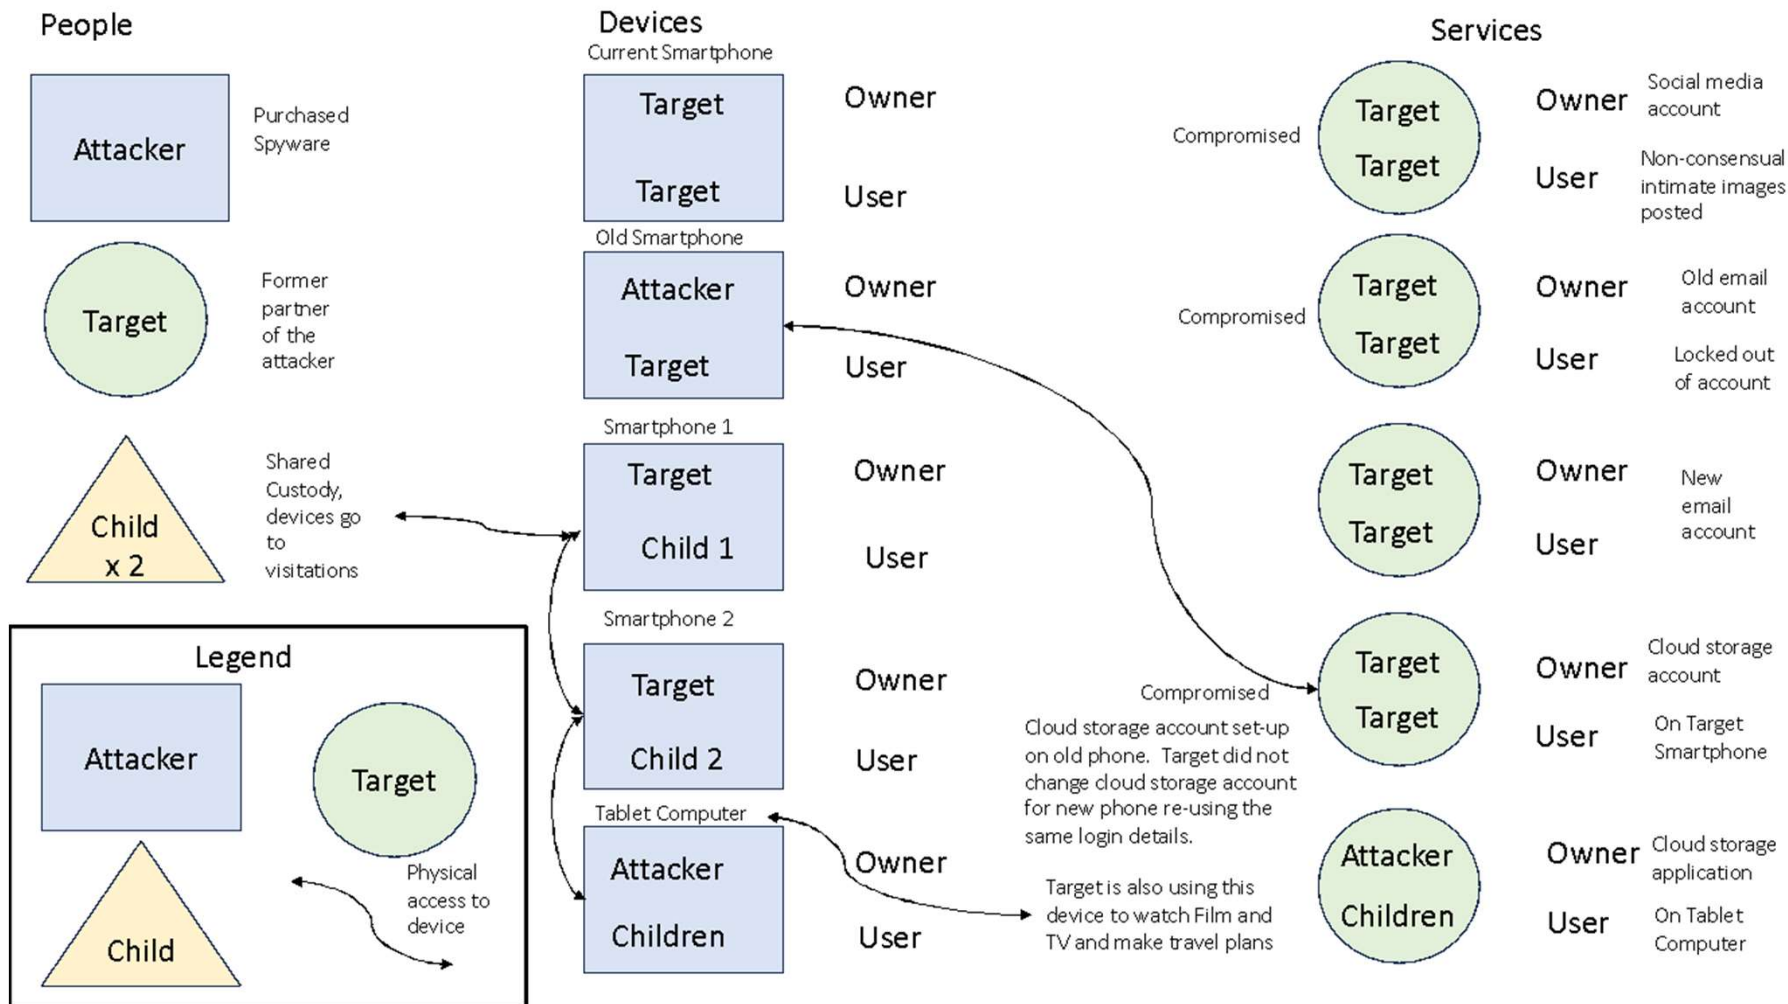 People
Attacker
Purchased
Spyware
Target
Former
partner
of the
attacker
Child
x 2
Shared
Custody,
devices go
to
visitations
Legend
Attacker
Target
Child
Physical
access to
device
Devices
Current Smartphone
Target
Owner
Target
User
Old Smartphone
Attacker
Owner
Target
User
Smartphone 1
Target
Owner
Child 1
User
Smartphone 2
Target
Owner
Child 2
User
Tablet Computer
Attacker
Owner
Children
User
Services
Compromised
Target
Target
Owner
Social media
account
User
Non-consensual
intimate images
posted
Compromised
Target
Target
Owner
Old email
account
User
Locked out
of account
Target
Target
Owner
User
New
email
account
Compromised
Cloud storage account set-up
on old phone. Target did not
change cloud storage account
for new phone re-using the
same login details.
Target
Target
Owner
Cloud storage
account
User
On Target
Smartphone
Target is also using this
device to watch Film and
TV and make travel plans
Attacker
Children
Owner
Cloud storage
application
User
On Tablet
Computer